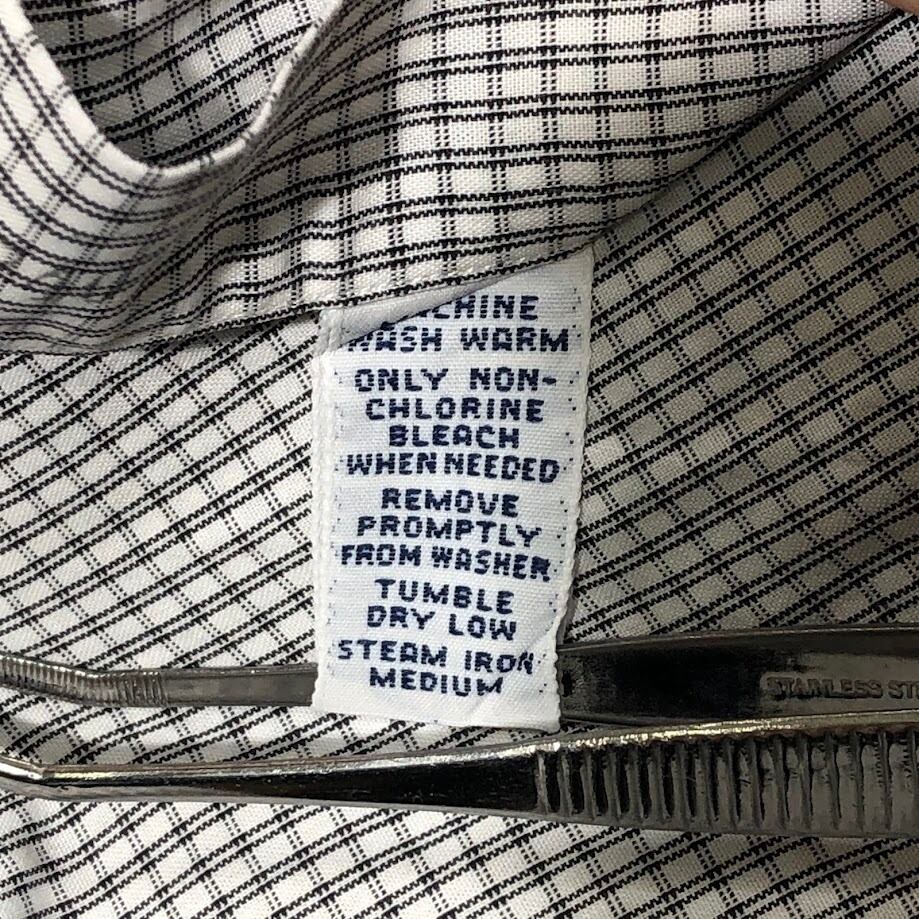 WASH WARM
ONLY NON-
CHLORINE
BLEACH
WHEN NEEDED
REMOVE
PROMPTLY
FROM WASHER
TUMBLE
DRY LOW
STEAM IRON
MEDIUM
STAINLESS ST